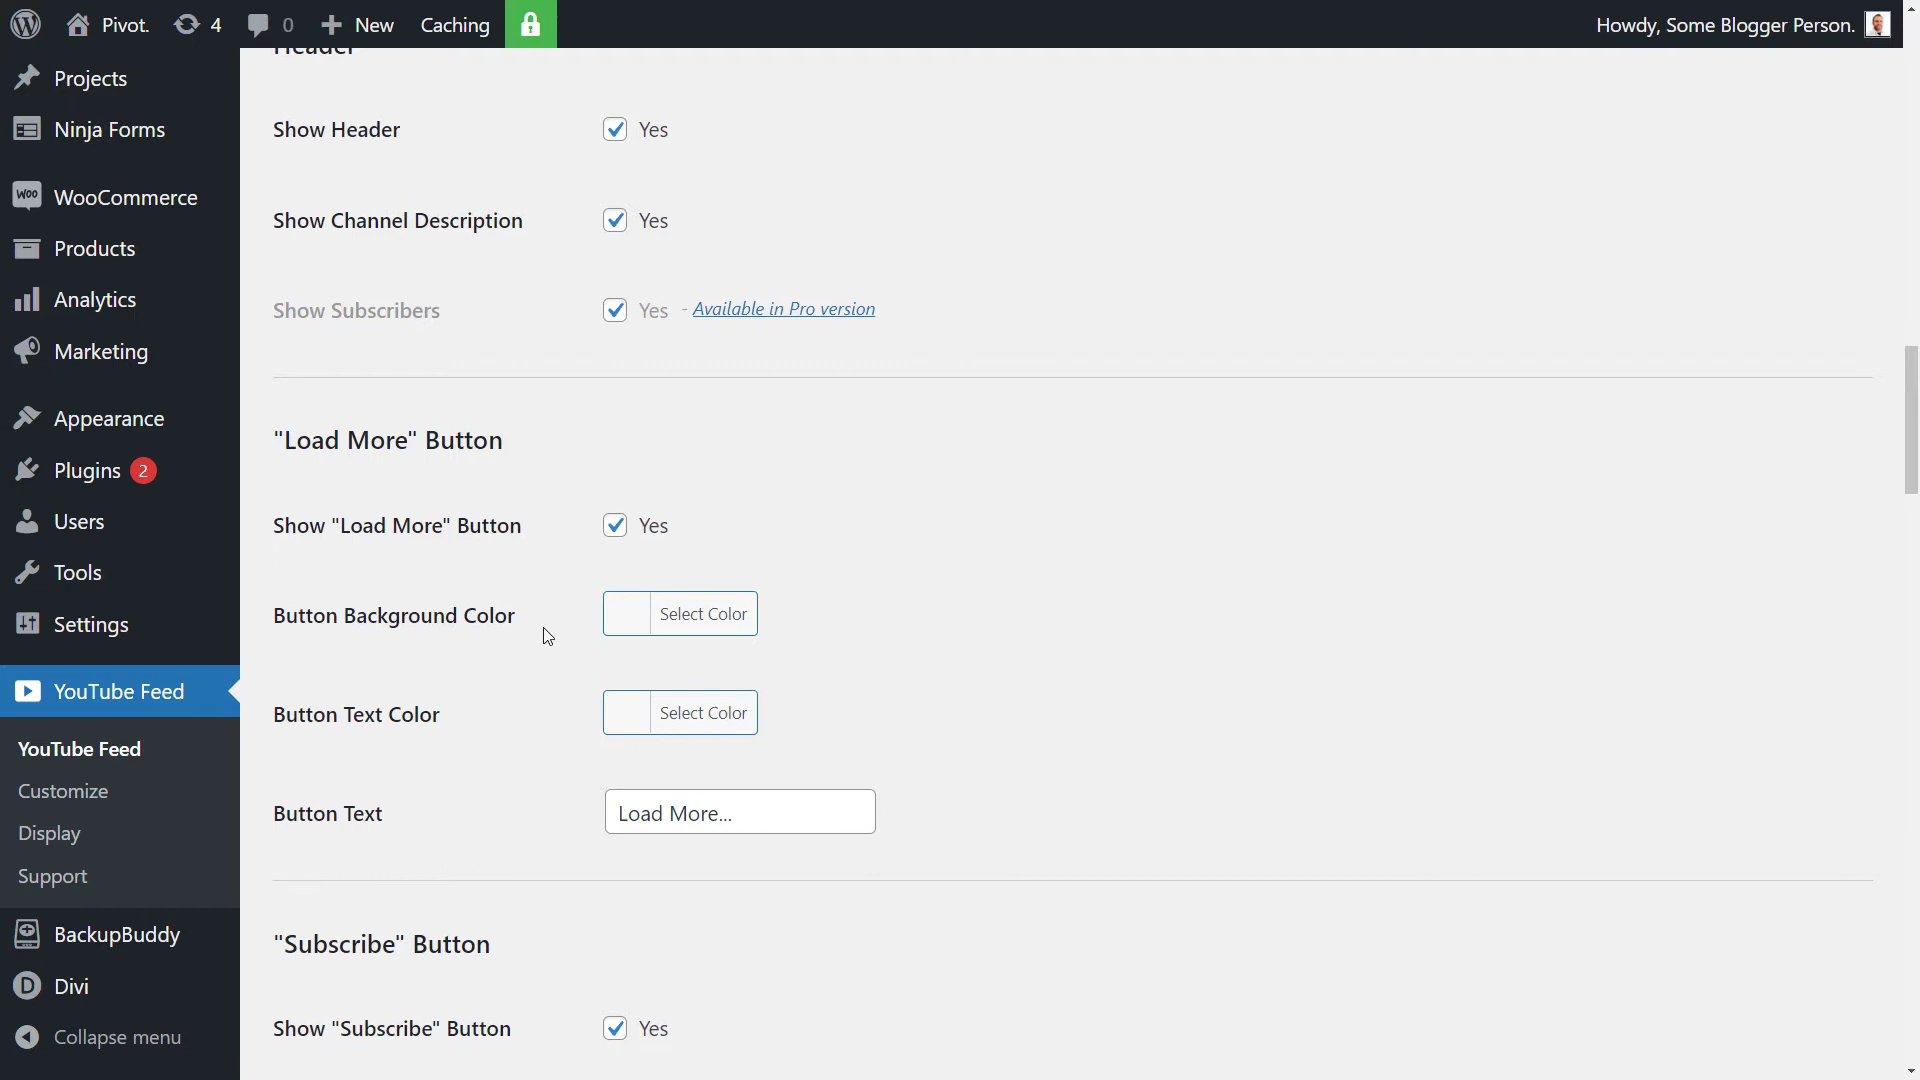 Pivot. 4 0 New Caching Howdy, Some Blogger Person.
Projects
Ninja Forms
WOO WooCommerce
Products
Analytics
Marketing
Appearance
Plugins 2
Users
Tools
Settings
YouTube Feed
YouTube Feed
Customize
Display
Support
BackupBuddy
D Divi
Collapse menu
Header
Show Header Yes
Show Channel Description Yes
Show Subscribers Yes - Available in Pro version
"Load More" Button
Show "Load More" Button Yes
Button Background Color Select Color
Button Text Color Select Color
Button Text Load More...
"Subscribe" Button
Show "Subscribe" Button Yes